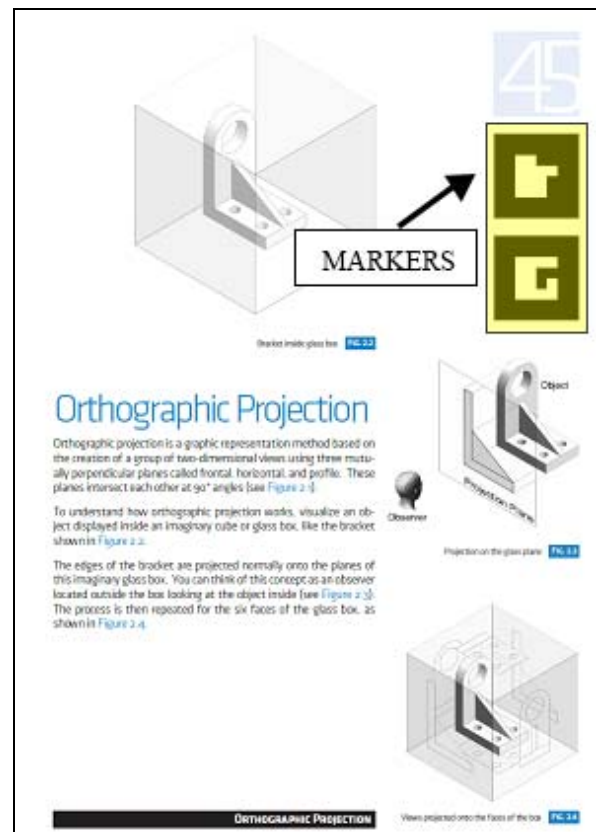 45
MARKERS
Bracket inside glass box FIG. 2.2
Orthographic Projection
Orthographic projection is a graphic representation method based on
the creation of a group of two-dimensional views using three mutu-
ally perpendicular planes called frontal, horizontal, and profile. These
planes intersect each other at 90° angles (see Figure 2.1).
To understand how orthographic projection works, visualize an ob-
ject displayed inside an imaginary cube or glass box, like the bracket
shown in Figure 2.2.
The edges of the bracket are projected normally onto the planes of
this imaginary glass box. You can think of this concept as an observer
located outside the box looking at the object inside (see Figure 2.3).
The process is then repeated for the six faces of the glass box, as
shown in Figure 2.4.
Object
Projection Plane
Observer
Projection on the glass plane FIG. 2.3
ORTHOGRAPHIC PROJECTION
Views projected onto the faces of the box FIG. 2.4